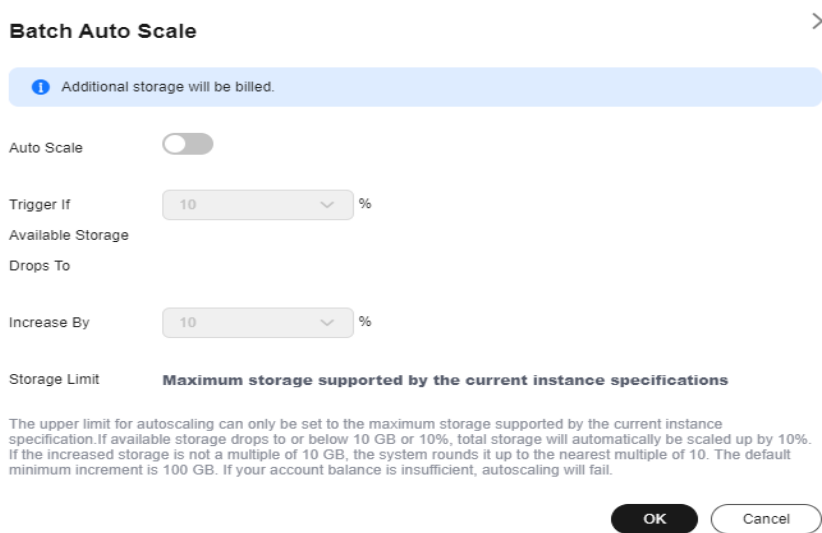 Batch Auto Scale
Additional storage will be billed.
Auto Scale
Trigger If
Available Storage
Drops To
10
%
Increase By
10
%
Storage Limit
Maximum storage supported by the current instance specifications
The upper limit for autoscaling can only be set to the maximum storage supported by the current instance
specification.If available storage drops to or below 10 GB or 10%, total storage will automatically be scaled up by 10%.
If the increased storage is not a multiple of 10 GB, the system rounds it up to the nearest multiple of 10. The default
minimum increment is 100 GB. If your account balance is insufficient, autoscaling will fail.
OK
Cancel